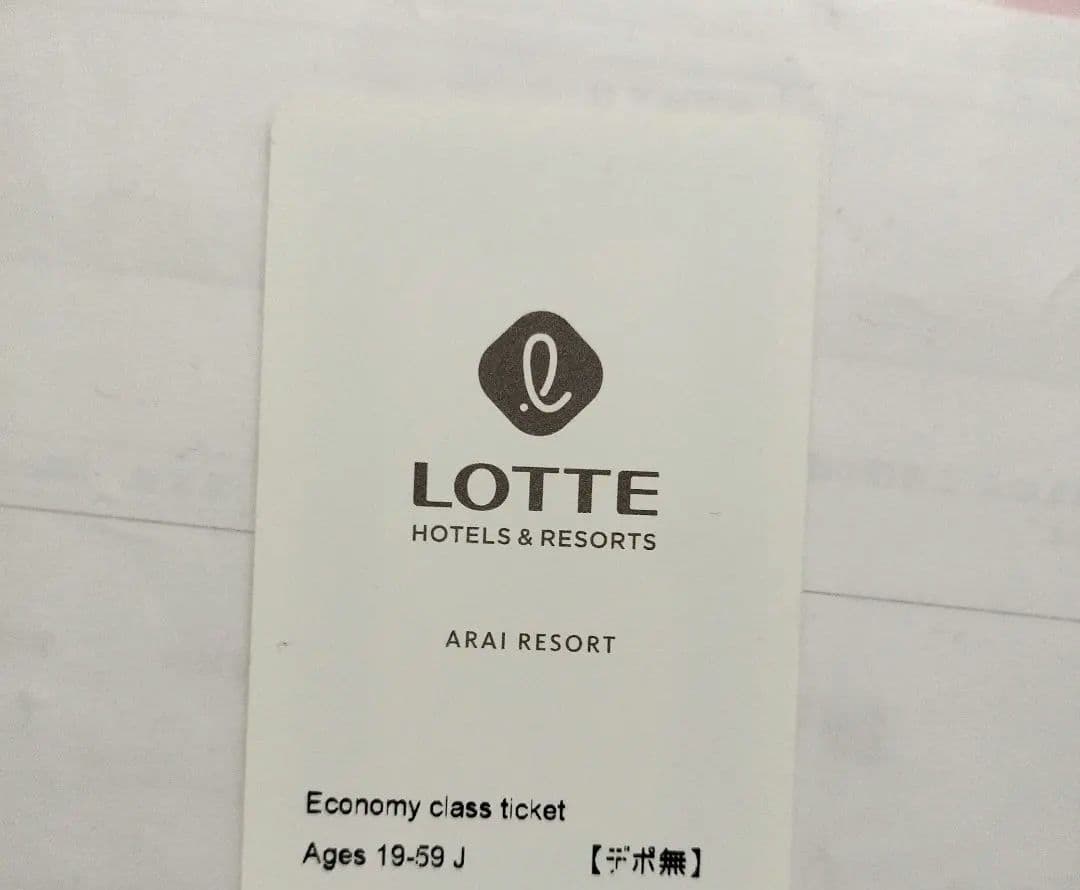 LOTTE
HOTELS & RESORTS
ARAI RESORT
Economy class ticket
Ages 19-59 J 【デポ無】